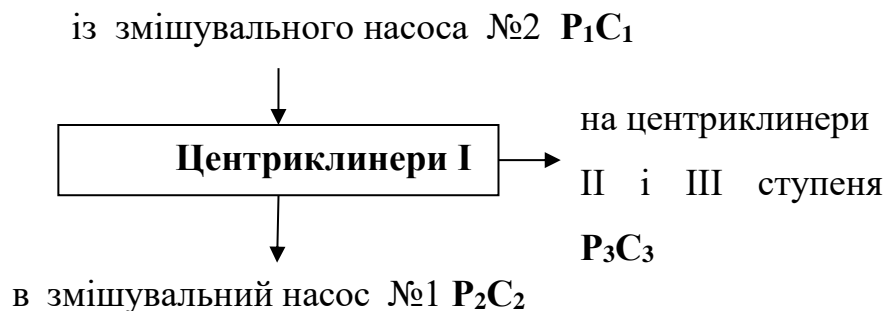 із змішувального насоса №2 P₁C₁
Центриклинери I
на центриклинери
II і III ступеня
P₃C₃
в змішувальний насос №1 P₂C₂